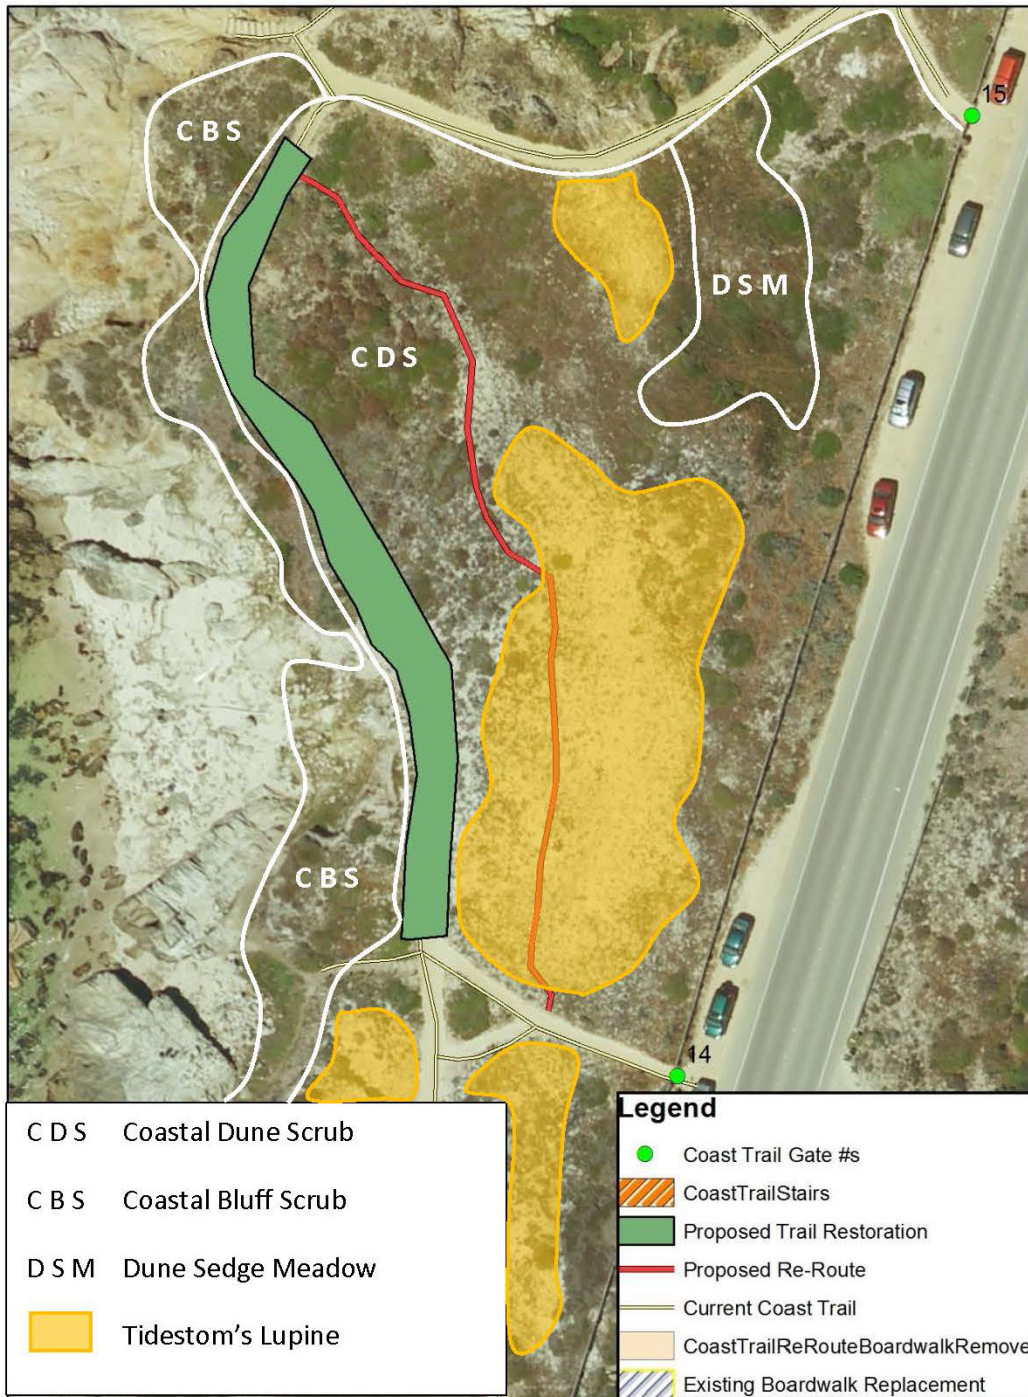 15
C B S
D S M
C D S
C B S
14
C D S Coastal Dune Scrub
C B S Coastal Bluff Scrub
D S M Dune Sedge Meadow
Tidestom's Lupine
Legend
Coast Trail Gate #s
CoastTrailStairs
Proposed Trail Restoration
Proposed Re-Route
Current Coast Trail
CoastTrailReRouteBoardwalkRemove
Existing Boardwalk Replacement